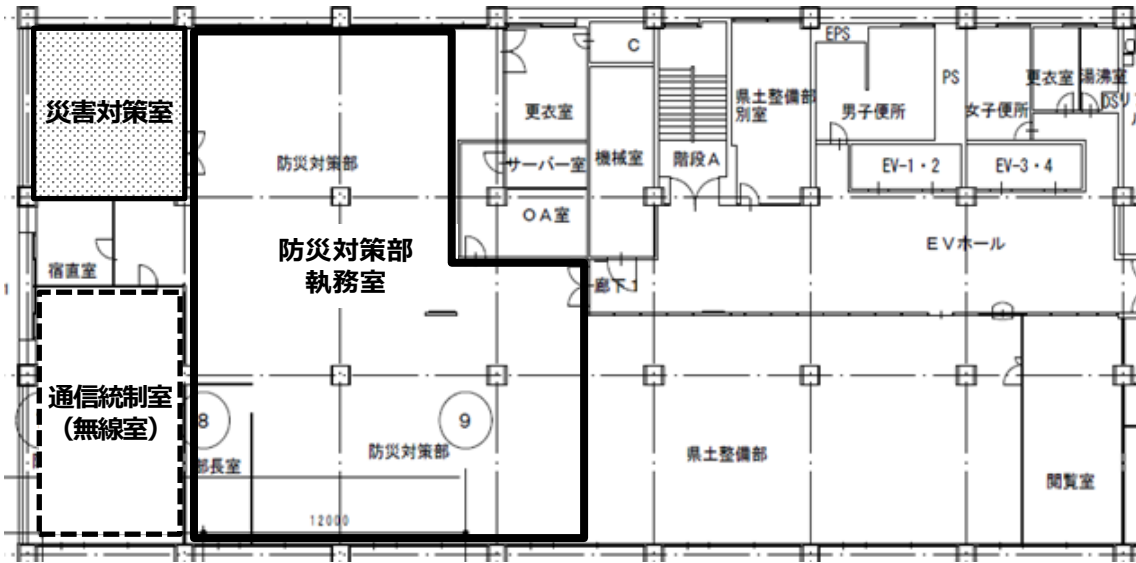 災害対策室
防災対策部
更衣室
C
サーバー室
OA室
機械室
階段A
県土整備部
別室
EPS
男子便所
PS
女子便所
更衣室
湯沸室
DS
EV-1・2
EV-3・4
EVホール
宿直室
防災対策部
執務室
廊下1
通信統制室
（無線室）
8
9
部長室
防災対策部
県土整備部
閲覧室
12000